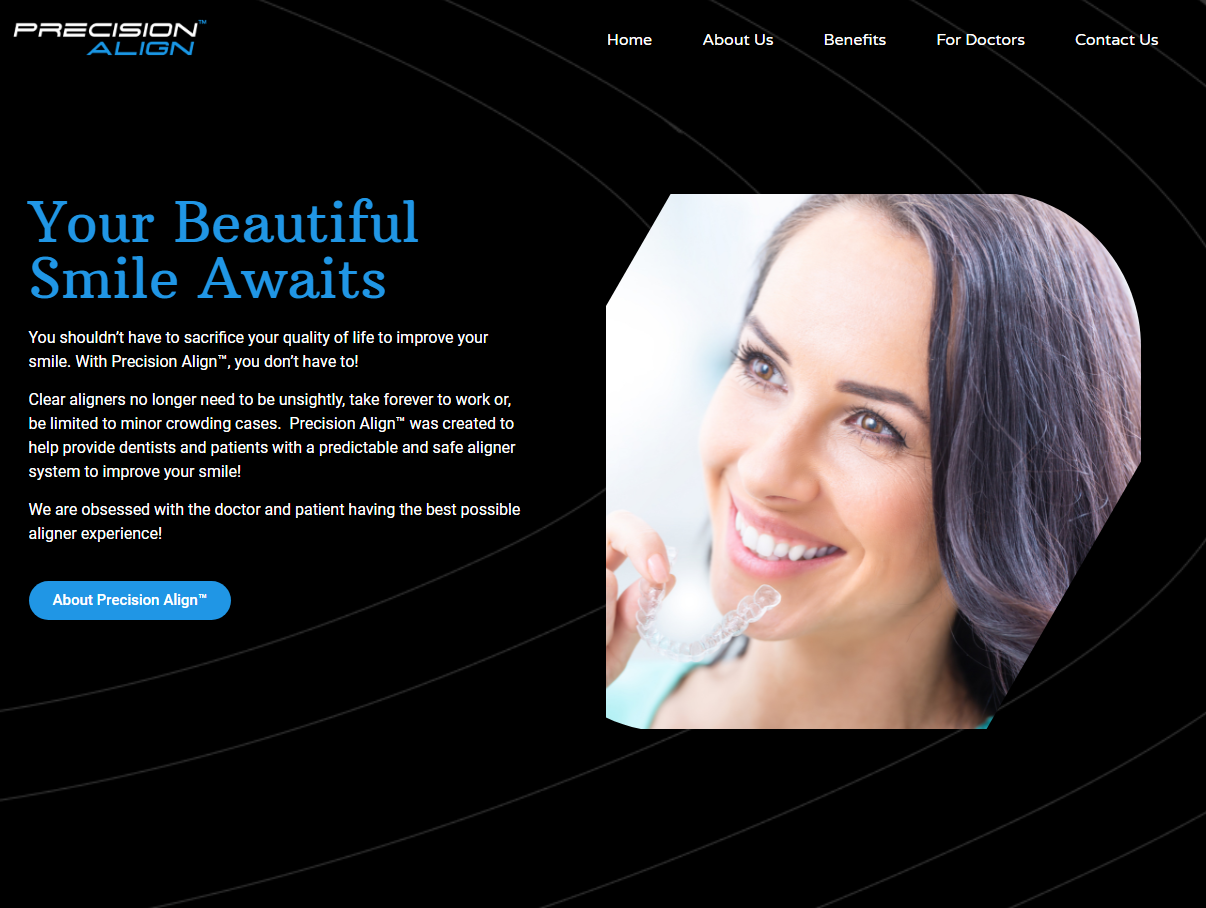 PRECISION™
ALIGN
Home About Us Benefits For Doctors Contact Us
Your Beautiful
Smile Awaits
You shouldn’t have to sacrifice your quality of life to improve your
smile. With Precision Align™, you don’t have to!
Clear aligners no longer need to be unsightly, take forever to work or,
be limited to minor crowding cases.  Precision Align™ was created to
help provide dentists and patients with a predictable and safe aligner
system to improve your smile!
We are obsessed with the doctor and patient having the best possible
aligner experience!
About Precision Align™